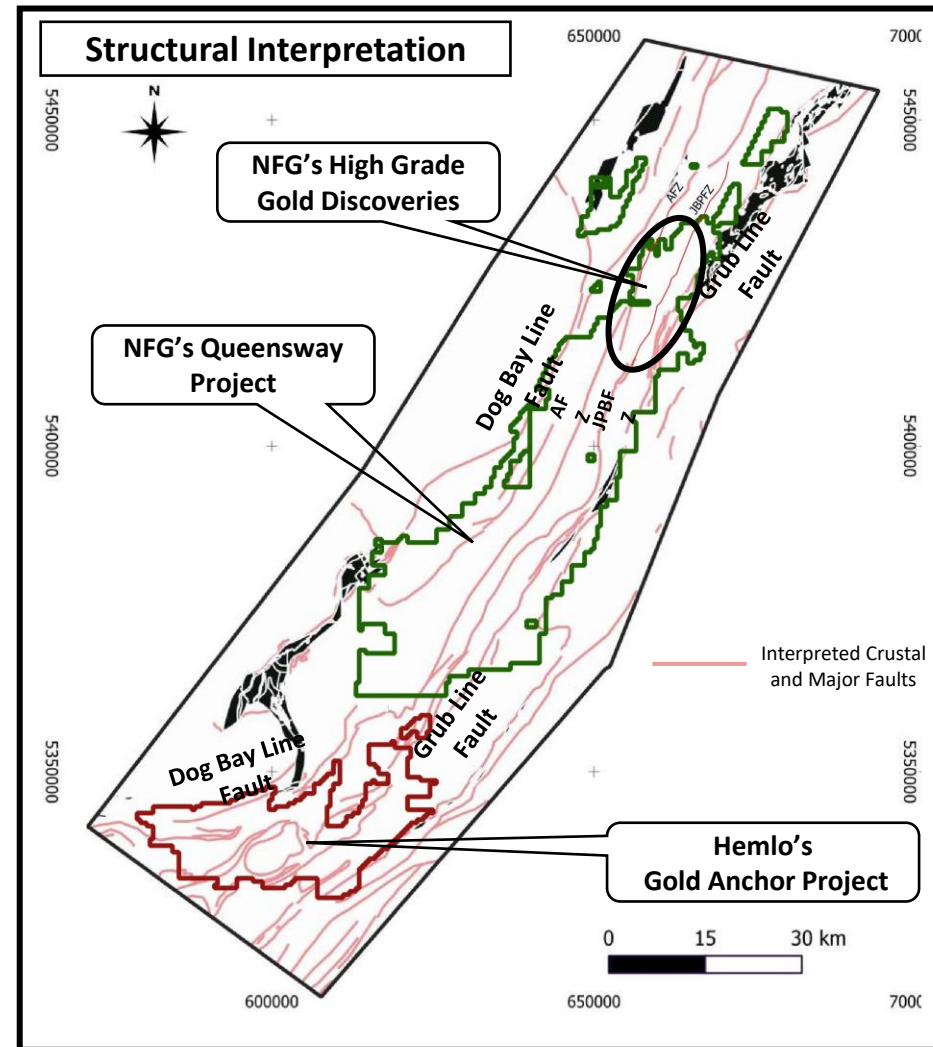 Structural Interpretation
650000
7000
5450000
5450000
N
NFG's High Grade
Gold Discoveries
AFZ
JBPFZ
Grub Line
Fault
NFG's Queensway
Project
Dog Bay Line
Fault
AF
Z
JPBF
Z
5400000
5400000
Interpreted Crustal
and Major Faults
Grub Line
Fault
Dog Bay Line
Fault
5350000
5350000
Hemlo's
Gold Anchor Project
0 15 30 km
600000
650000
7000